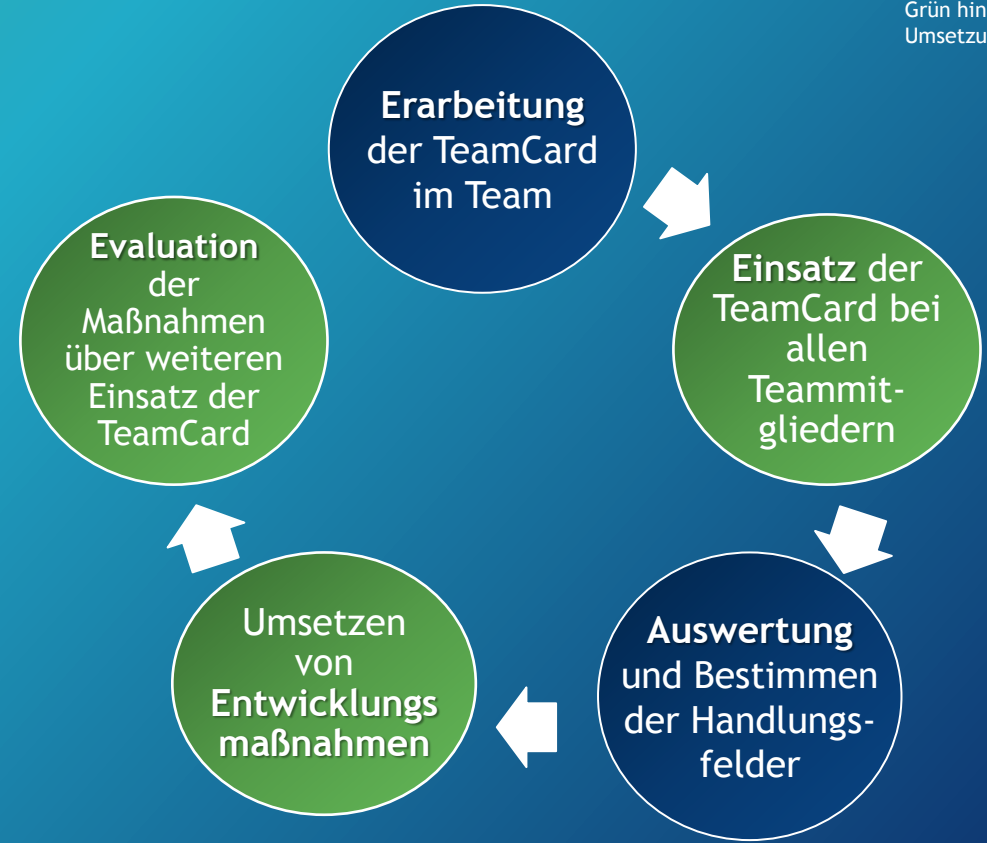 Grün hin
Umsetzu
Erarbeitung
der TeamCard
im Team
Einsatz der
TeamCard bei
allen
Teammit-
gliedern
Auswertung
und Bestimmen
der Handlungs-
felder
Umsetzen
von
Entwicklungs
maßnahmen
Evaluation
der
Maßnahmen
über weiteren
Einsatz der
TeamCard